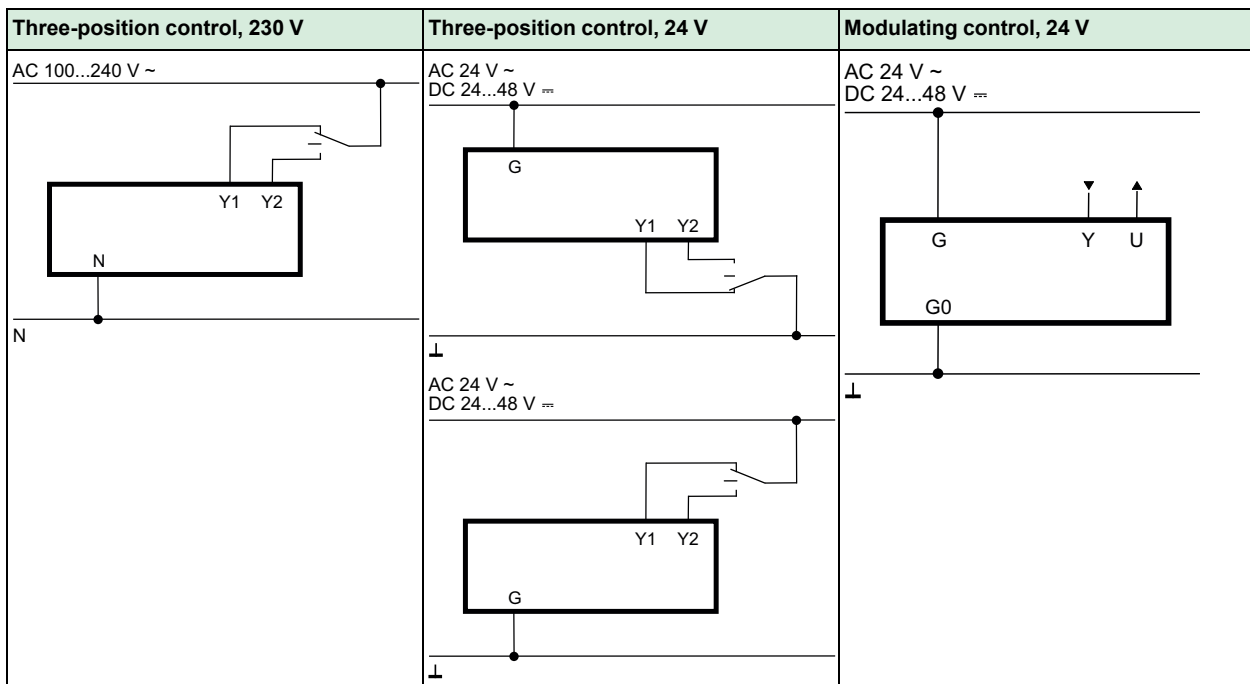 Three-position control, 230 V
AC 100...240 V ~
Y1 Y2
N
N
Three-position control, 24 V
AC 24 V ~
DC 24...48 V ⎓
G
Y1 Y2
⊥
AC 24 V ~
DC 24...48 V ⎓
Y1 Y2
G
⊥
Modulating control, 24 V
AC 24 V ~
DC 24...48 V ⎓
G Y U
G0
⊥